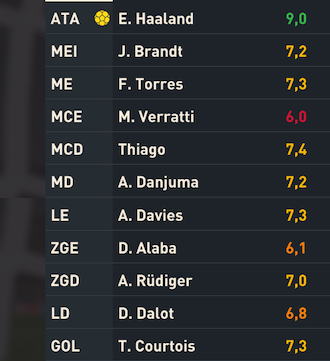 ATA E. Haaland 9,0
MEI J. Brandt 7,2
ME F. Torres 7,3
MCE M. Verratti 6,0
MCD Thiago 7,4
MD A. Danjuma 7,2
LE A. Davies 7,3
ZGE D. Alaba 6,1
ZGD A. Rüdiger 7,0
LD D. Dalot 6,8
GOL T. Courtois 7,3